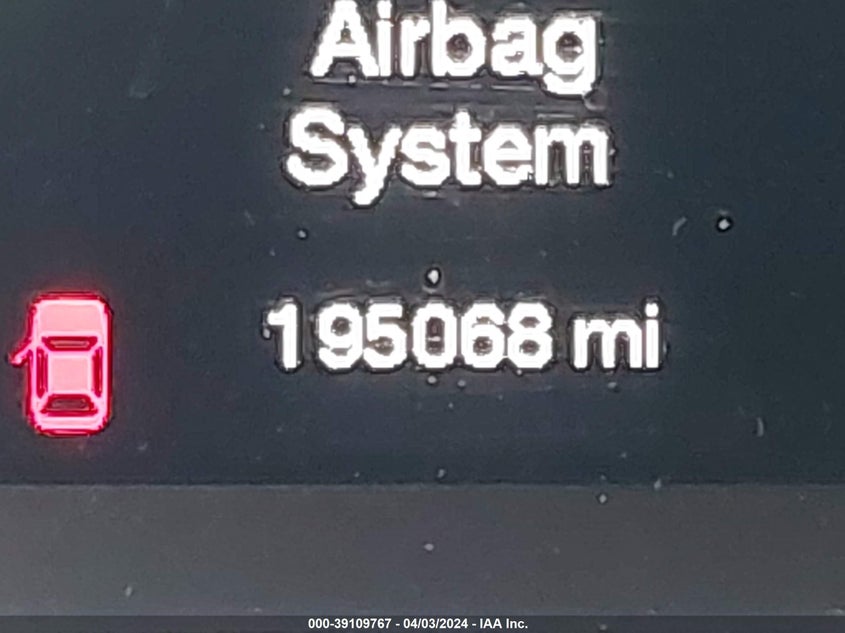 Airbag
System
195068 mi
000-39109767 - 04/03/2024 - IAA Inc.